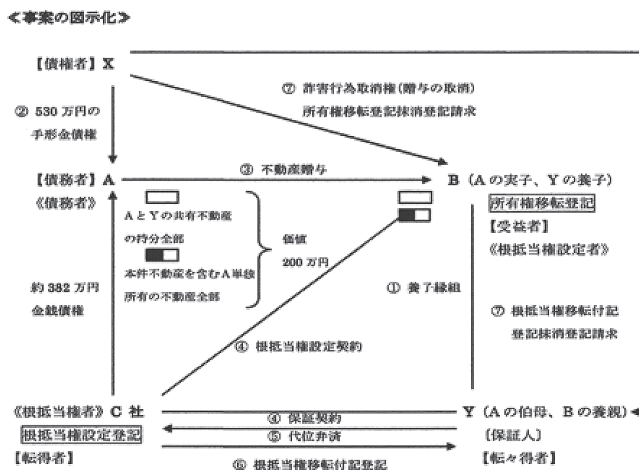 ≪事案の図示化≫
【債権者】X
② 530 万円の
手形金債権
⑦ 詐害行為取消権(贈与の取消)
所有権移転登記抹消登記請求
③ 不動産贈与
【債務者】A
《債務者》
B(Aの実子、Yの養子)
所有権移転登記
【受益者】
《根抵当権設定者》
AとYの共有不動産
の持分全部
本件不動産を含むA単独
所有の不動産全部
価値
200 万円
① 養子縁組
約 382 万円
金銭債権
④ 根抵当権設定契約
⑦ 根抵当権移転付記
登記抹消登記請求
《根抵当権者》C 社
根抵当権設定登記
【転得者】
④ 保証契約
⑤ 代位弁済
⑥ 根抵当権移転付記登記
Y(Aの伯母、Bの養親)
〔保証人〕
【転々得者】